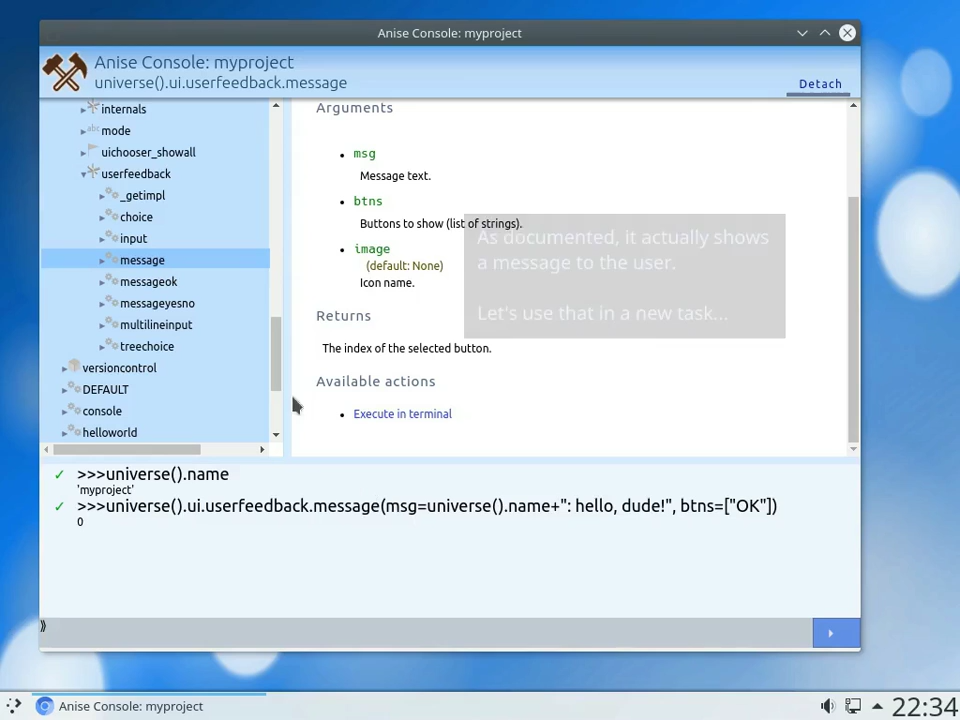 Anise Console: myproject
Anise Console: myproject
universe().ui.userfeedback.message
Detach
internals
abc mode
uichooser_showall
userfeedback
_getimpl
choice
input
message
messageok
messageyesno
multilineinput
treechoice
versioncontrol
DEFAULT
console
helloworld
Arguments
msg
Message text.
btns
Buttons to show (list of strings).
image
(default: None)
Icon name.
Returns
The index of the selected button.
Available actions
Execute in terminal
As documented, it actually shows
a message to the user.
Let's use that in a new task...
>>>universe().name
'myproject'
>>>universe().ui.userfeedback.message(msg=universe().name+": hello, dude!", btns=["OK"])
0
⟫
Anise Console: myproject
22:34